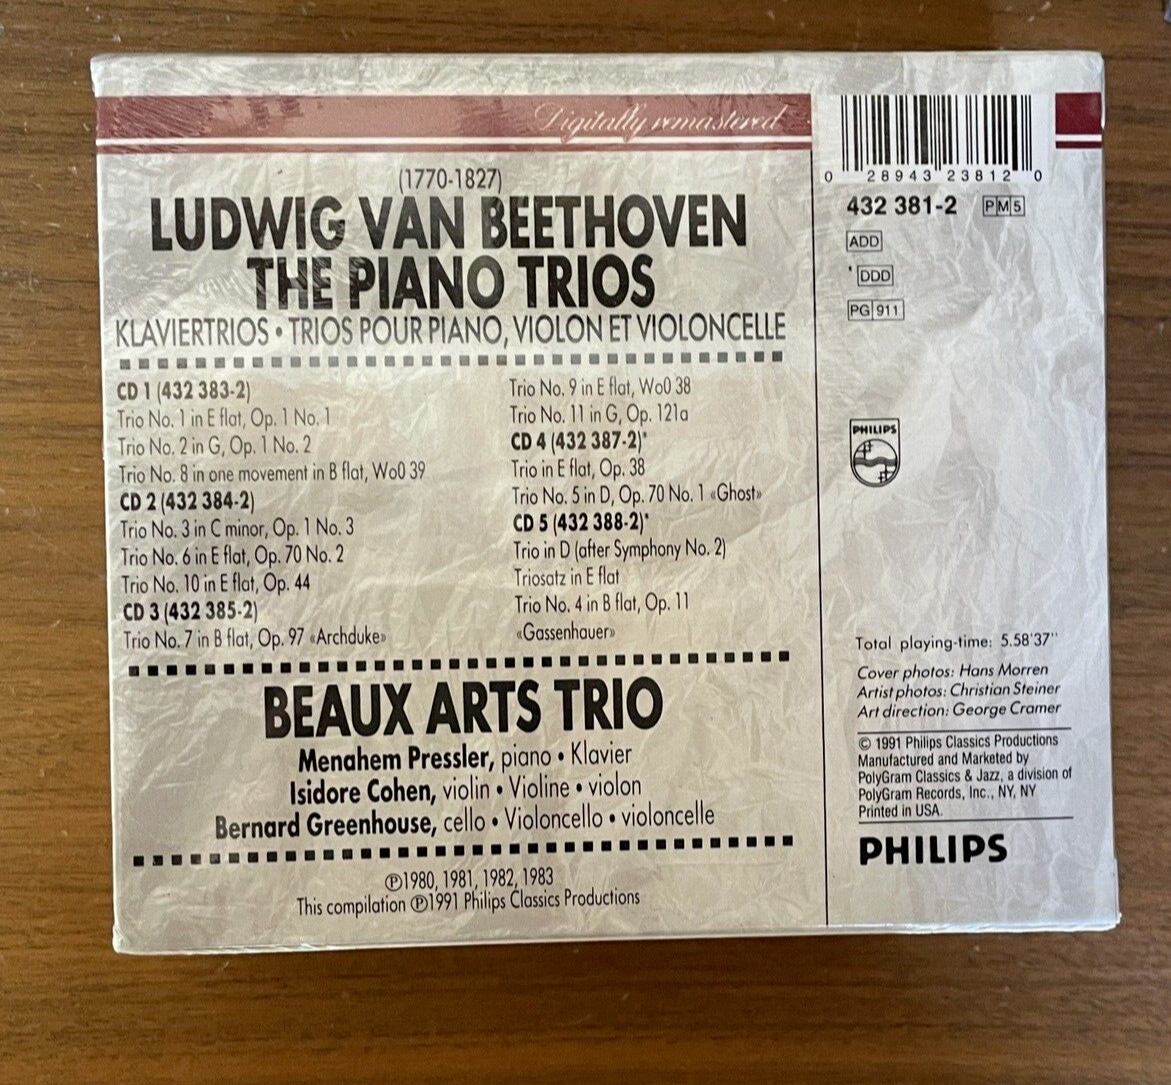 Digitally remastered
(1770-1827)
LUDWIG VAN BEETHOVEN
THE PIANO TRIOS
KLAVIERTRIOS • TRIOS POUR PIANO, VIOLON ET VIOLONCELLE
CD 1 (432 383-2)
Trio No. 1 in E flat, Op. 1 No. 1
Trio No. 2 in G, Op. 1 No. 2
Trio No. 8 in one movement in B flat, WoO 39
CD 2 (432 384-2)
Trio No. 3 in C minor, Op. 1 No. 3
Trio No. 6 in E flat, Op. 70 No. 2
Trio No. 10 in E flat, Op. 44
CD 3 (432 385-2)
Trio No. 7 in B flat, Op. 97 «Archduke»
Trio No. 9 in E flat, WoO 38
Trio No. 11 in G, Op. 121a
CD 4 (432 387-2)*
Trio in E flat, Op. 38
Trio No. 5 in D, Op. 70 No. 1 «Ghost»
CD 5 (432 388-2)*
Trio in D (after Symphony No. 2)
Triosatz in E flat
Trio No. 4 in B flat, Op. 11
«Gassenhauer»
BEAUX ARTS TRIO
Menahem Pressler, piano • Klavier
Isidore Cohen, violin • Violine • violon
Bernard Greenhouse, cello • Violoncello • violoncelle
℗1980, 1981, 1982, 1983
This compilation ℗1991 Philips Classics Productions
0 28943 23812 0
432 381-2 PM5
ADD
* DDD
PG 911
PHILIPS
Total playing-time: 5.58'37''
Cover photos: Hans Morren
Artist photos: Christian Steiner
Art direction: George Cramer
© 1991 Philips Classics Productions
Manufactured and Marketed by
PolyGram Classics & Jazz, a division of
PolyGram Records, Inc., NY, NY
Printed in USA.
PHILIPS